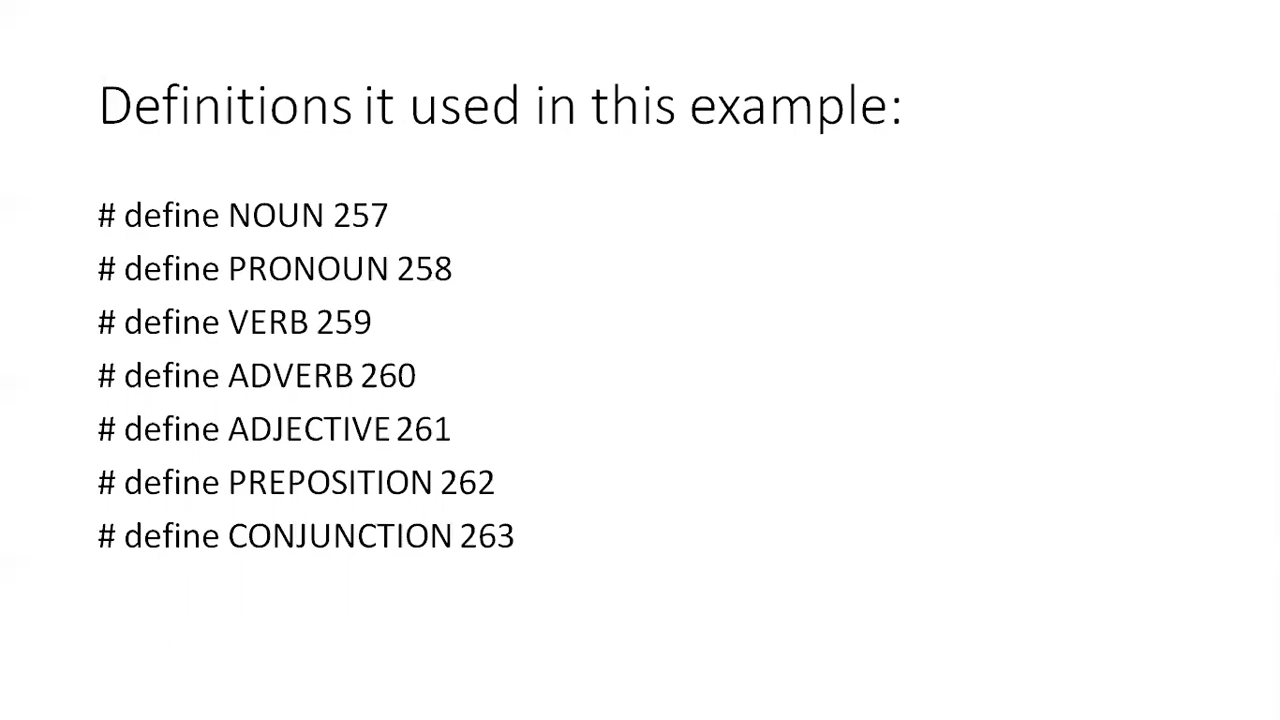 Definitions it used in this example:
# define NOUN 257
# define PRONOUN 258
# define VERB 259
# define ADVERB 260
# define ADJECTIVE 261
# define PREPOSITION 262
# define CONJUNCTION 263